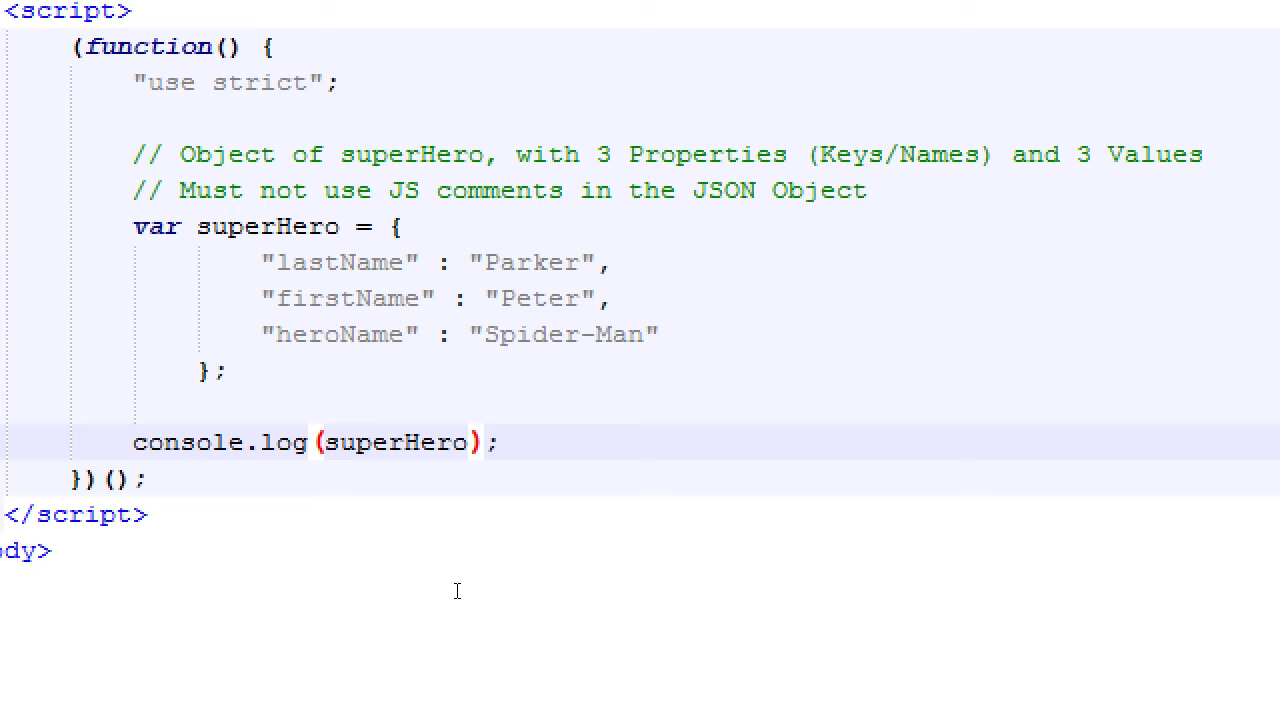 <script>
(function() {
"use strict";
// Object of superHero, with 3 Properties (Keys/Names) and 3 Values
// Must not use JS comments in the JSON Object
var superHero = {
"lastName" : "Parker",
"firstName" : "Peter",
"heroName" : "Spider-Man"
};
console.log(superHero);
})();
</script>
ody>